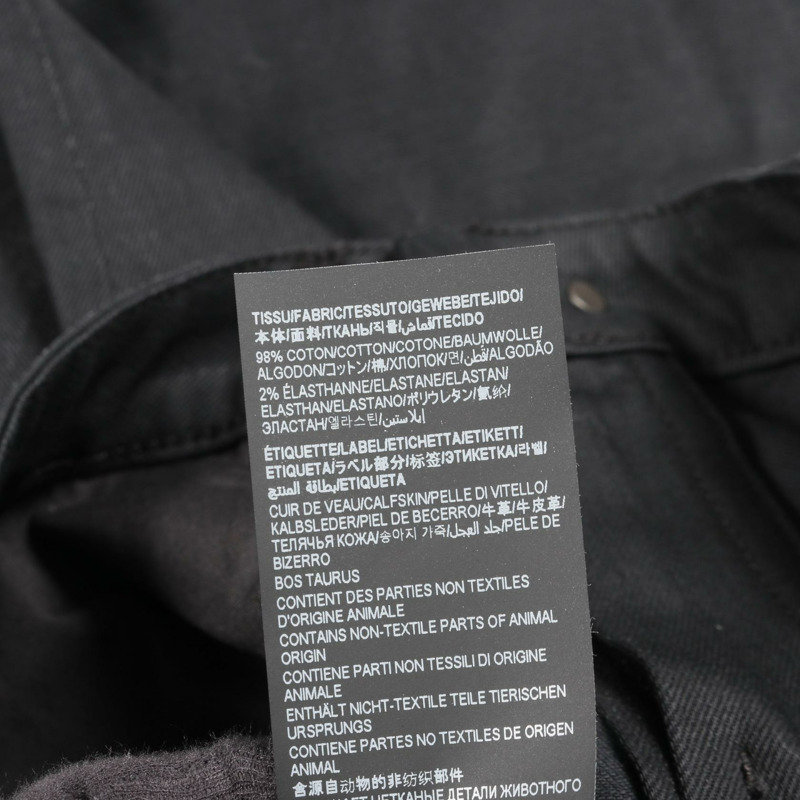 TISSU/FABRIC/TESSUTO/GEWEBE/TEJIDO/
本体/面料/ТКАНЬ/직물/قماش/TECIDO
98% COTON/COTTON/COTONE/BAUMWOLLE/
ALGODON/コットン/棉/ХЛОПОК/면/قطن/ALGODÃO
2% ÉLASTHANNE/ELASTANE/ELASTAN/
ELASTHAN/ELASTANO/ポリウレタン/氨纶/
ЭЛАСТАН/엘라스틴/إيلاستين
ÉTIQUETTE/LABEL/ETICHETTA/ETIKETT/
ETIQUETA/ラベル部分/标签/ЭТИКЕТКА/라벨/
بطاقة المنتج/ETIQUETA
CUIR DE VEAU/CALFSKIN/PELLE DI VITELLO/
KALBSLEDER/PIEL DE BECERRO/牛革/牛皮革/
ТЕЛЯЧЬЯ КОЖА/송아지 가죽/جلد العجل/PELE DE
BIZERRO
BOS TAURUS
CONTIENT DES PARTIES NON TEXTILES
D'ORIGINE ANIMALE
CONTAINS NON-TEXTILE PARTS OF ANIMAL
ORIGIN
CONTIENE PARTI NON TESSILI DI ORIGINE
ANIMALE
ENTHÄLT NICHT-TEXTILE TEILE TIERISCHEN
URSPRUNGS
CONTIENE PARTES NO TEXTILES DE ORIGEN
ANIMAL
含源自动物的非纺织部件
НЕТКАНЫЕ ДЕТАЛИ ЖИВОТНОГО